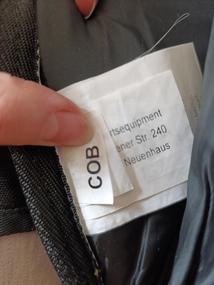 rtsequipment
ener Str. 240
Neuenhaus
COB